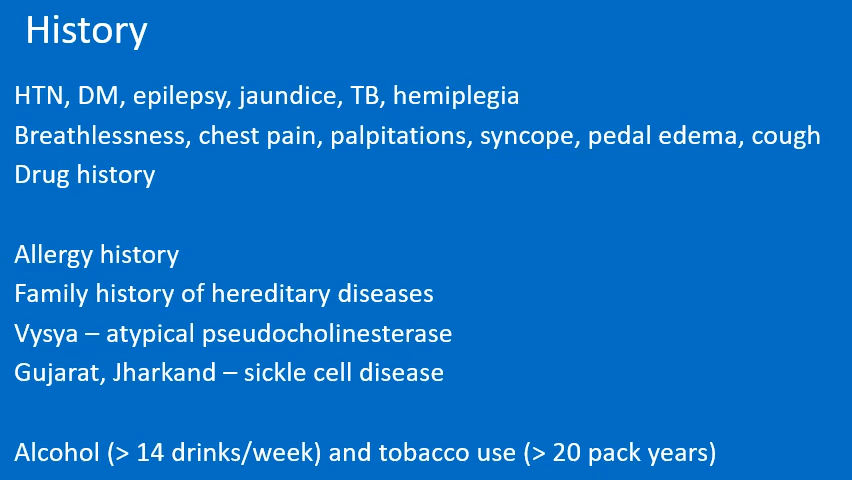 History
HTN, DM, epilepsy, jaundice, TB, hemiplegia
Breathlessness, chest pain, palpitations, syncope, pedal edema, cough
Drug history
Allergy history
Family history of hereditary diseases
Vysya – atypical pseudocholinesterase
Gujarat, Jharkand – sickle cell disease
Alcohol (> 14 drinks/week) and tobacco use (> 20 pack years)